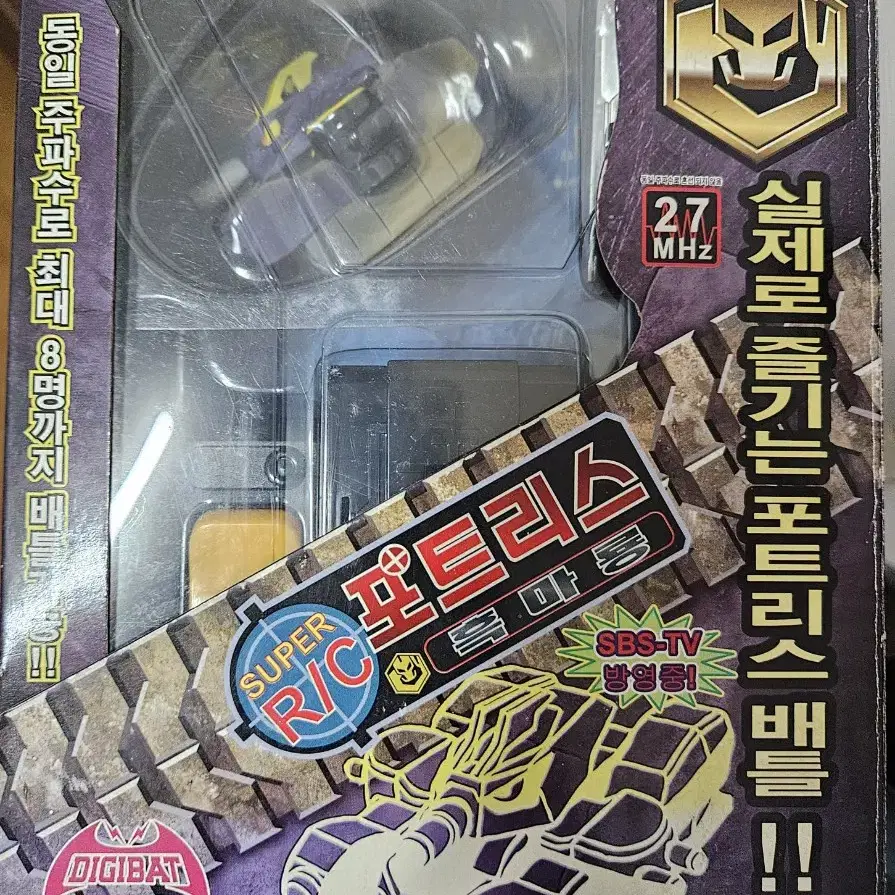 동일 주파수로 최대 8명까지 배틀
!!
27
MHz
실제로 즐기는 포트리스 배틀 !!
SUPER
R/C
포트리스
흑마룡
SBS-TV
방영중!
DIGIBAT